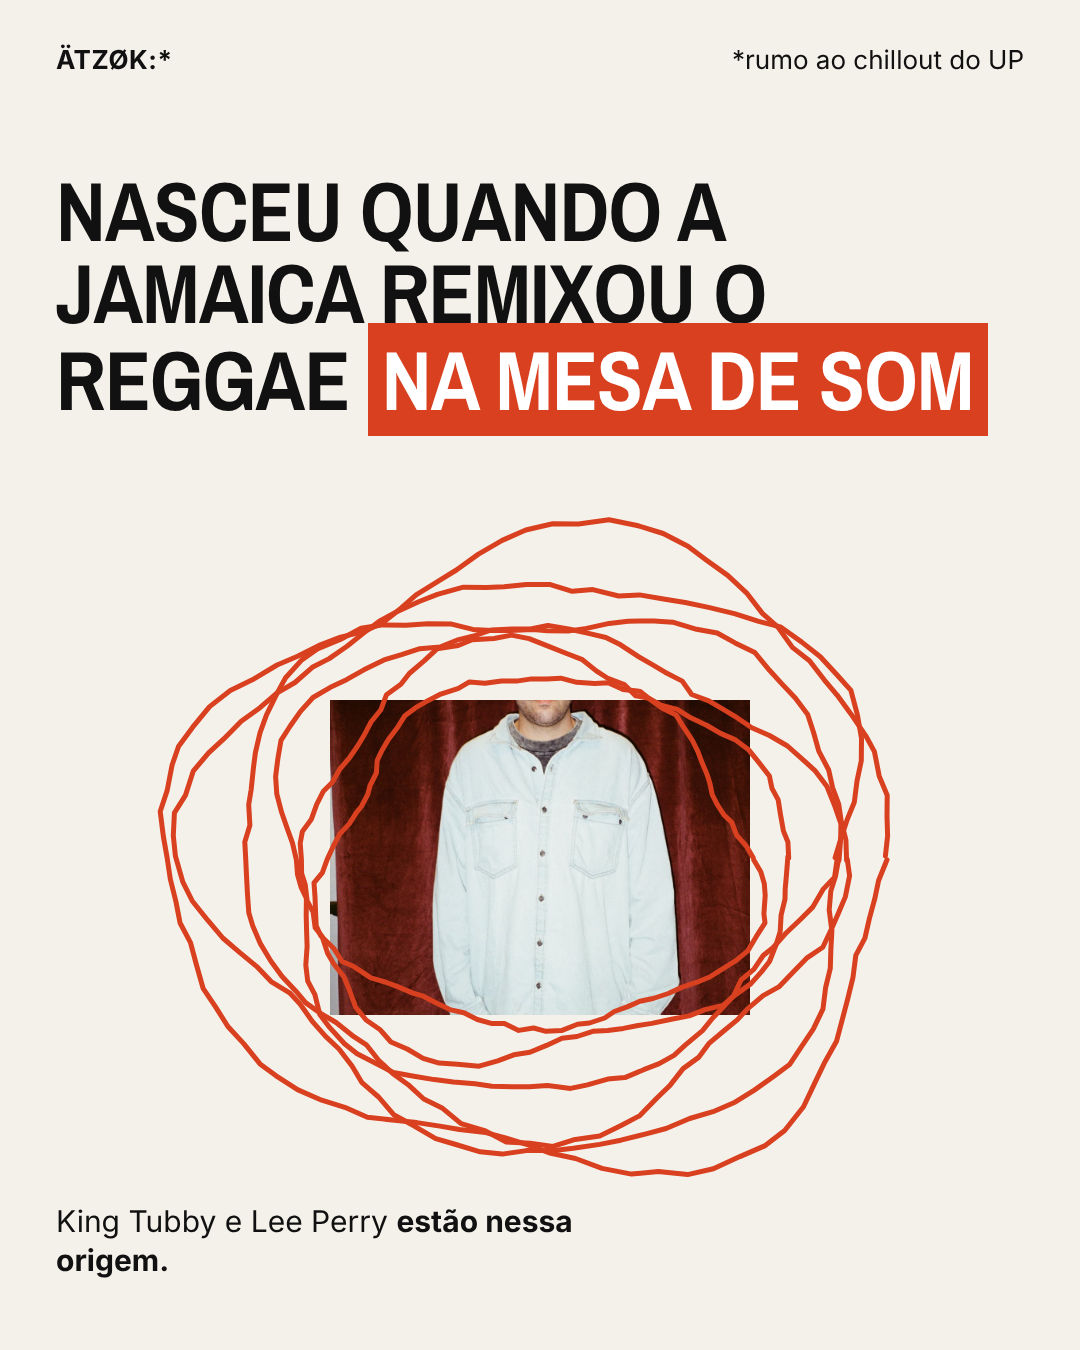 ÄTZØK:*
*rumo ao chillout do UP
NASCEU QUANDO A
JAMAICA REMIXOU O
REGGAE NA MESA DE SOM
King Tubby e Lee Perry estão nessa
origem.